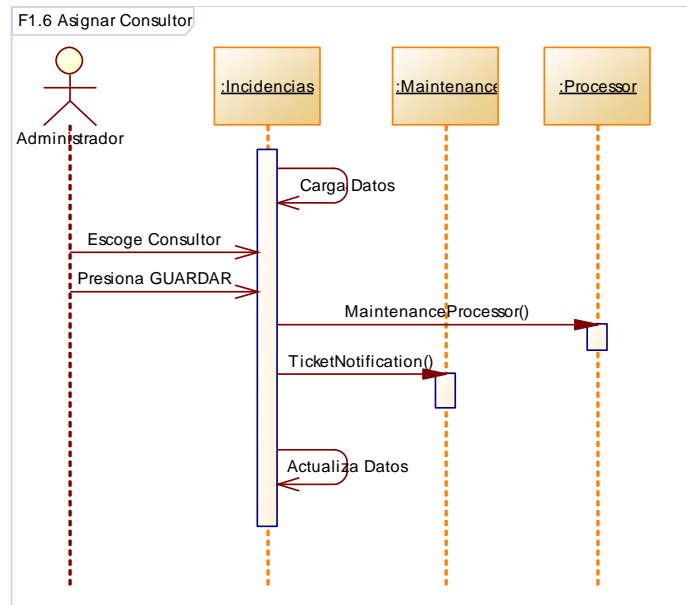 F1.6 Asignar Consultor
:Incidencias
:Maintenance
:Processor
Administrador
Carga Datos
Escoge Consultor
Presiona GUARDAR
MaintenanceProcessor()
TicketNotification()
Actualiza Datos